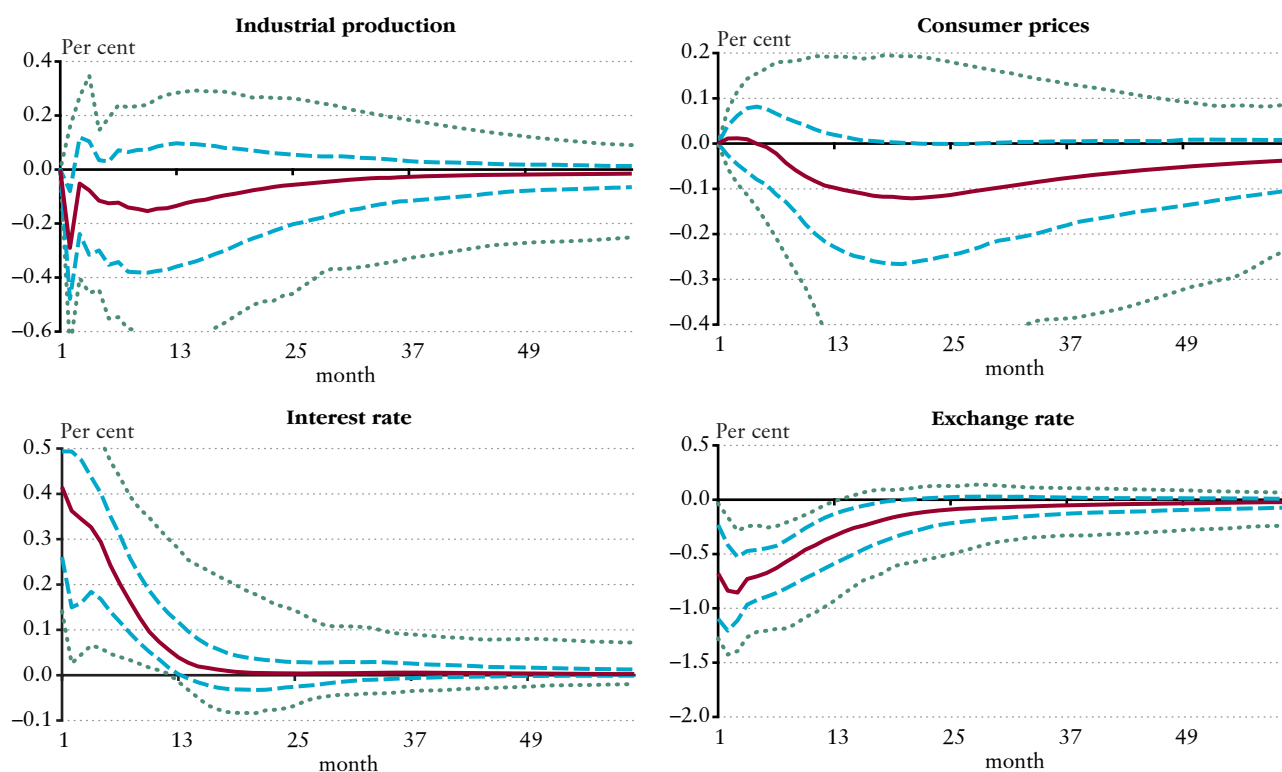 Industrial production
Per cent
0.4
0.2
0.0
−0.2
−0.4
−0.6
1 13 25 37 49
month
Consumer prices
Per cent
0.2
0.1
0.0
−0.1
−0.2
−0.3
−0.4
1 13 25 37 49
month
Interest rate
Per cent
0.5
0.4
0.3
0.2
0.1
0.0
−0.1
1 13 25 37 49
month
Exchange rate
Per cent
0.5
0.0
−0.5
−1.0
−1.5
−2.0
1 13 25 37 49
month